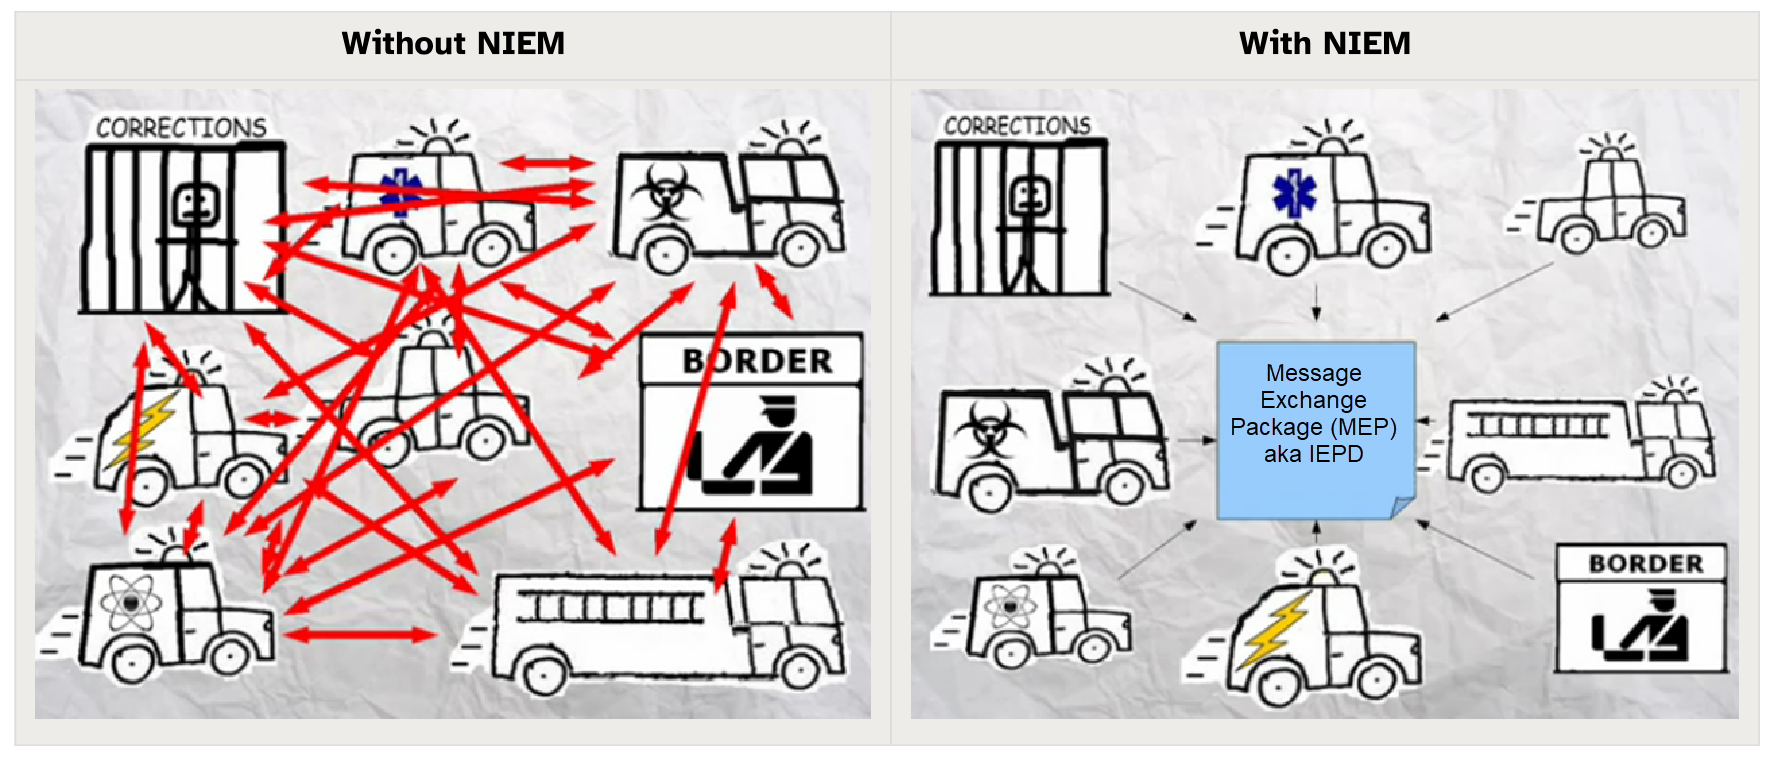 Without NIEM
With NIEM
CORRECTIONS
BORDER
CORRECTIONS
Message
Exchange
Package (MEP)
aka IEPD
BORDER